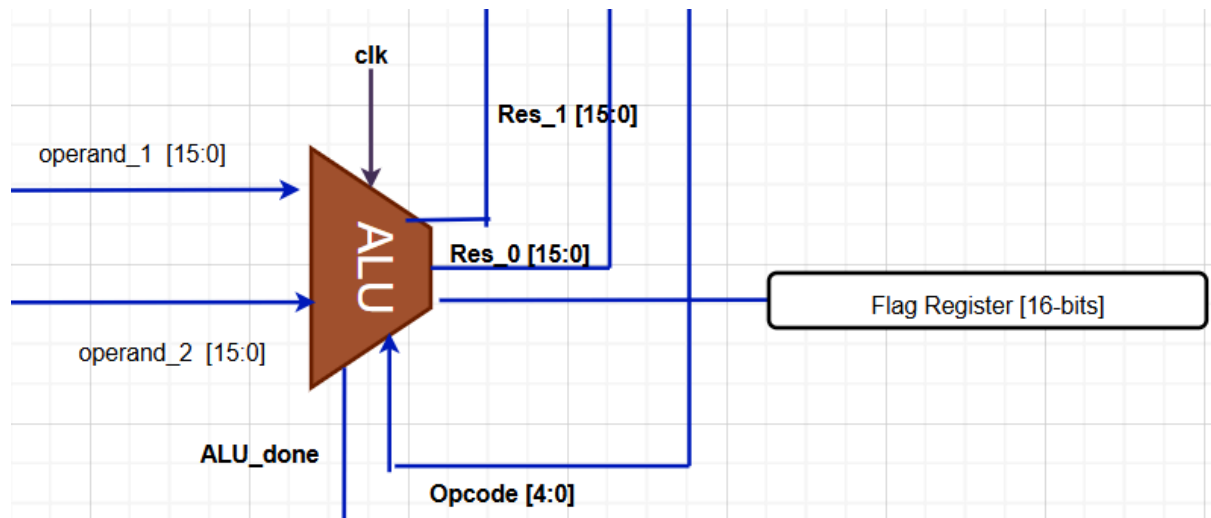 clk
Res_1 [15:0]
operand_1 [15:0]
ALU
Res_0 [15:0]
Flag Register [16-bits]
operand_2 [15:0]
ALU_done
Opcode [4:0]